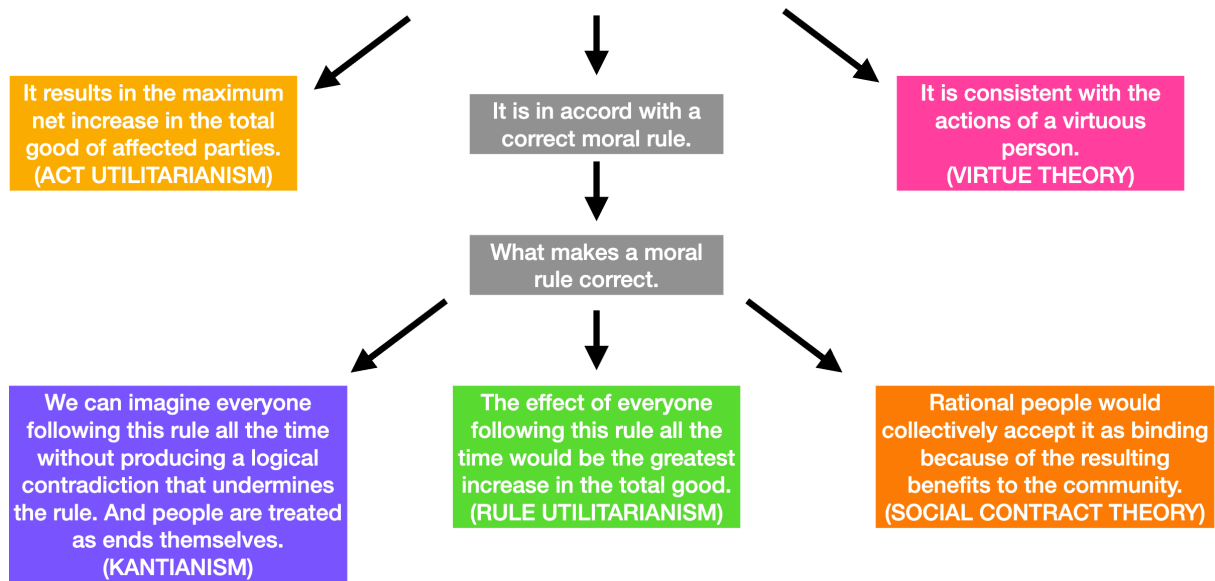 It results in the maximum
net increase in the total
good of affected parties.
(ACT UTILITARIANISM)
It is in accord with a
correct moral rule.
It is consistent with the
actions of a virtuous
person.
(VIRTUE THEORY)
What makes a moral
rule correct.
We can imagine everyone
following this rule all the time
without producing a logical
contradiction that undermines
the rule. And people are treated
as ends themselves.
(KANTIANISM)
The effect of everyone
following this rule all the
time would be the greatest
increase in the total good.
(RULE UTILITARIANISM)
Rational people would
collectively accept it as binding
because of the resulting
benefits to the community.
(SOCIAL CONTRACT THEORY)